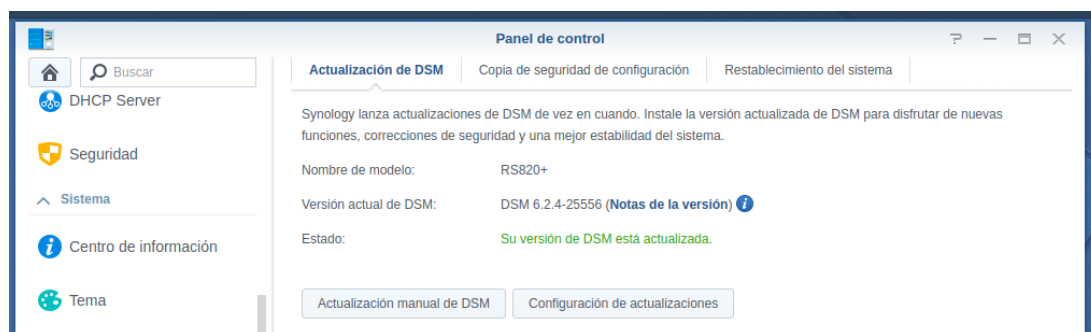 Panel de control
Buscar
DHCP Server
Seguridad
Sistema
Centro de información
Tema
Actualización de DSM Copia de seguridad de configuración Restablecimiento del sistema
Synology lanza actualizaciones de DSM de vez en cuando. Instale la versión actualizada de DSM para disfrutar de nuevas
funciones, correcciones de seguridad y una mejor estabilidad del sistema.
Nombre de modelo: RS820+
Versión actual de DSM: DSM 6.2.4-25556 (Notas de la versión)
Estado: Su versión de DSM está actualizada.
Actualización manual de DSM Configuración de actualizaciones